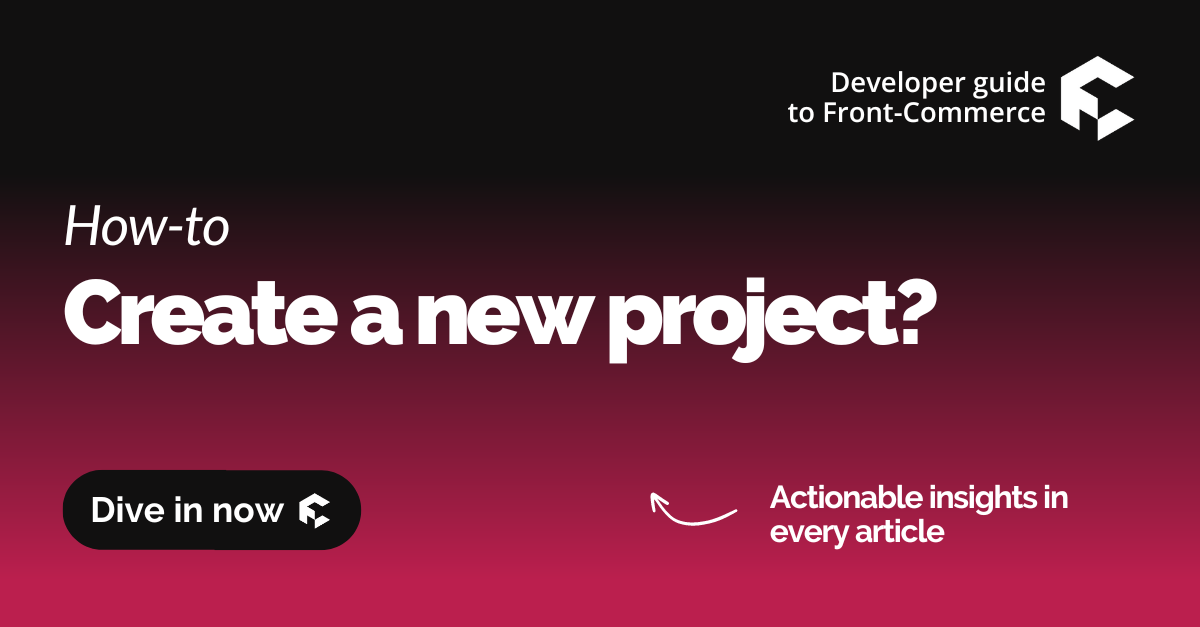 Developer guide
to Front-Commerce
How-to
Create a new project?
Dive in now
Actionable insights in
every article